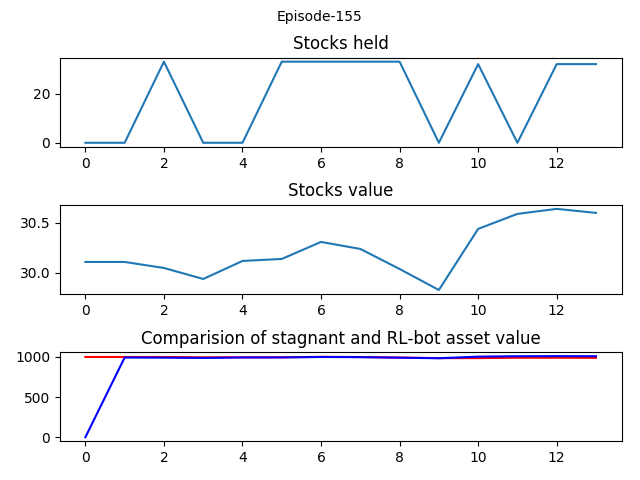 Episode-155
Stocks held
20
0
0 2 4 6 8 10 12
Stocks value
30.5
30.0
0 2 4 6 8 10 12
Comparision of stagnant and RL-bot asset value
1000
500
0
0 2 4 6 8 10 12